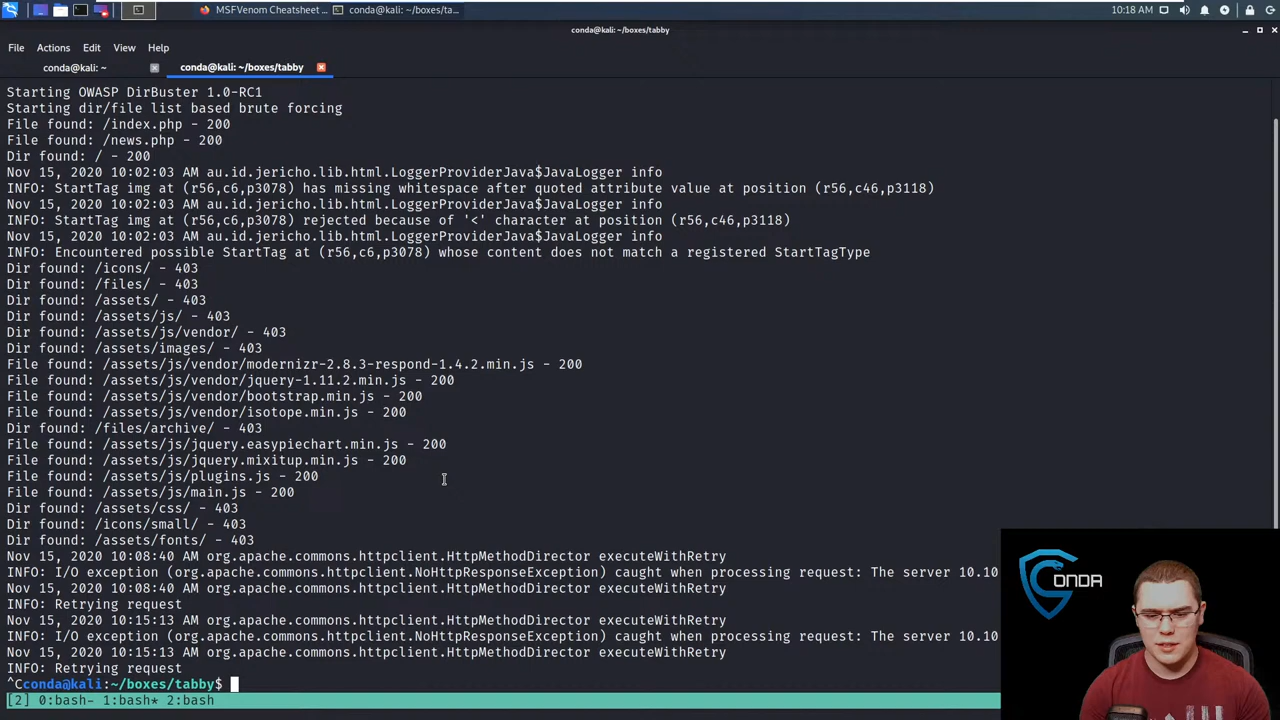 MSFVenom Cheatsheet ...
conda@kali: ~/boxes/ta...
10:18 AM
conda@kali: ~/boxes/tabby
File Actions Edit View Help
conda@kali: ~
conda@kali: ~/boxes/tabby
Starting OWASP DirBuster 1.0-RC1
Starting dir/file list based brute forcing
File found: /index.php - 200
File found: /news.php - 200
Dir found: / - 200
Nov 15, 2020 10:02:03 AM au.id.jericho.lib.html.LoggerProviderJava$JavaLogger info
INFO: StartTag img at (r56,c6,p3078) has missing whitespace after quoted attribute value at position (r56,c46,p3118)
Nov 15, 2020 10:02:03 AM au.id.jericho.lib.html.LoggerProviderJava$JavaLogger info
INFO: StartTag img at (r56,c6,p3078) rejected because of '<' character at position (r56,c46,p3118)
Nov 15, 2020 10:02:03 AM au.id.jericho.lib.html.LoggerProviderJava$JavaLogger info
INFO: Encountered possible StartTag at (r56,c6,p3078) whose content does not match a registered StartTagType
Dir found: /icons/ - 403
Dir found: /files/ - 403
Dir found: /assets/ - 403
Dir found: /assets/js/ - 403
Dir found: /assets/js/vendor/ - 403
Dir found: /assets/images/ - 403
File found: /assets/js/vendor/modernizr-2.8.3-respond-1.4.2.min.js - 200
File found: /assets/js/vendor/jquery-1.11.2.min.js - 200
File found: /assets/js/vendor/bootstrap.min.js - 200
File found: /assets/js/vendor/isotope.min.js - 200
Dir found: /files/archive/ - 403
File found: /assets/js/jquery.easypiechart.min.js - 200
File found: /assets/js/jquery.mixitup.min.js - 200
File found: /assets/js/plugins.js - 200
File found: /assets/js/main.js - 200
Dir found: /assets/css/ - 403
Dir found: /icons/small/ - 403
Dir found: /assets/fonts/ - 403
Nov 15, 2020 10:08:40 AM org.apache.commons.httpclient.HttpMethodDirector executeWithRetry
INFO: I/O exception (org.apache.commons.httpclient.NoHttpResponseException) caught when processing request: The server 10.10
Nov 15, 2020 10:08:40 AM org.apache.commons.httpclient.HttpMethodDirector executeWithRetry
INFO: Retrying request
Nov 15, 2020 10:15:13 AM org.apache.commons.httpclient.HttpMethodDirector executeWithRetry
INFO: I/O exception (org.apache.commons.httpclient.NoHttpResponseException) caught when processing request: The server 10.10
Nov 15, 2020 10:15:13 AM org.apache.commons.httpclient.HttpMethodDirector executeWithRetry
INFO: Retrying request
^Cconda@kali:~/boxes/tabby$
[2] 0:bash- 1:bash* 2:bash
CONDA